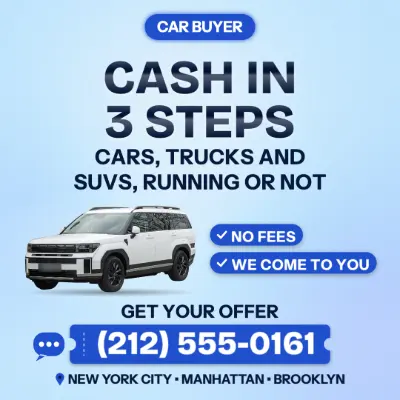 CAR BUYER
CASH IN
3 STEPS
CARS, TRUCKS AND
SUVS, RUNNING OR NOT
NO FEES
WE COME TO YOU
GET YOUR OFFER
(212) 555-0161
NEW YORK CITY • MANHATTAN • BROOKLYN